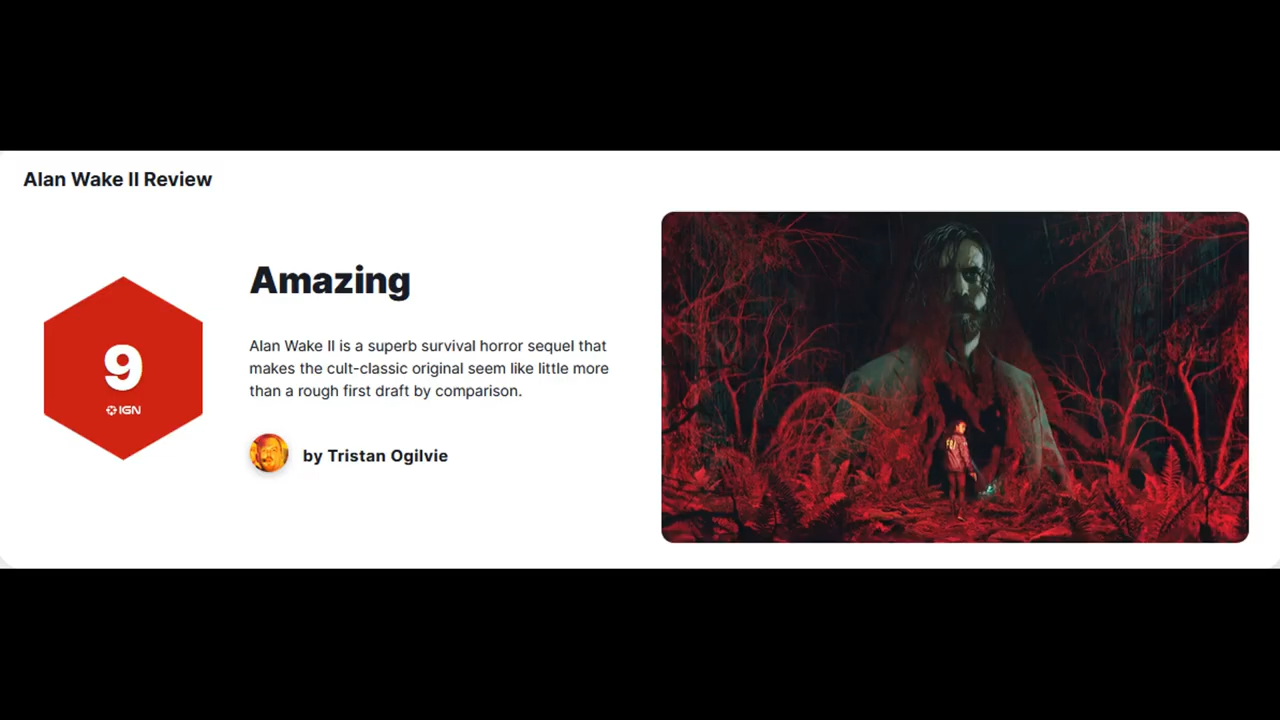 Alan Wake II Review
9
IGN
Amazing
Alan Wake II is a superb survival horror sequel that
makes the cult-classic original seem like little more
than a rough first draft by comparison.
by Tristan Ogilvie